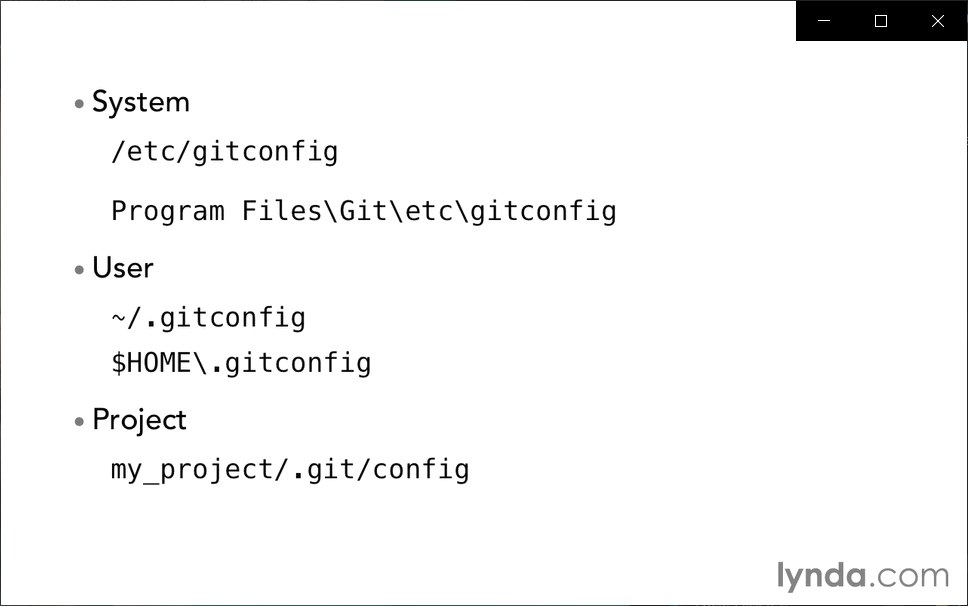 • System
/etc/gitconfig
Program Files\Git\etc\gitconfig
• User
~/.gitconfig
$HOME\.gitconfig
• Project
my_project/.git/config
lynda.com